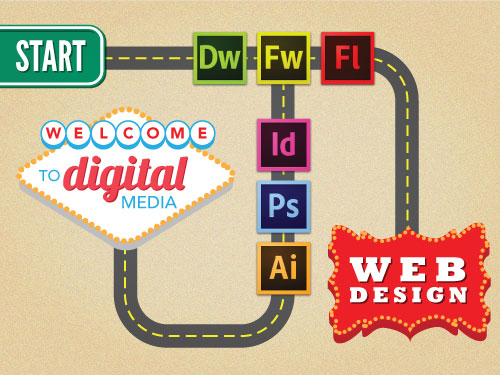 START
Dw Fw Fl
WELCOME
TO digital
MEDIA
Id
Ps
Ai
WEB
DESIGN